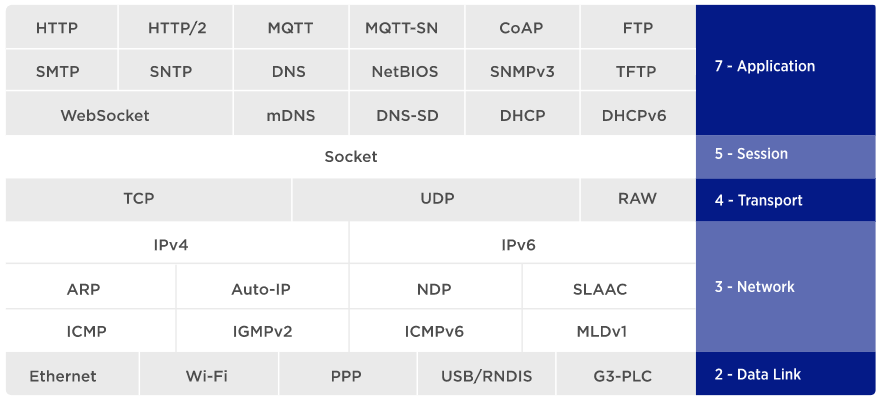 HTTP HTTP/2 MQTT MQTT-SN CoAP FTP
7 - Application
SMTP SNTP DNS NetBIOS SNMPv3 TFTP
WebSocket mDNS DNS-SD DHCP DHCPv6
Socket 5 - Session
TCP UDP RAW 4 - Transport
IPv4 IPv6
ARP Auto-IP NDP SLAAC 3 - Network
ICMP IGMPv2 ICMPv6 MLDv1
Ethernet Wi-Fi PPP USB/RNDIS G3-PLC 2 - Data Link